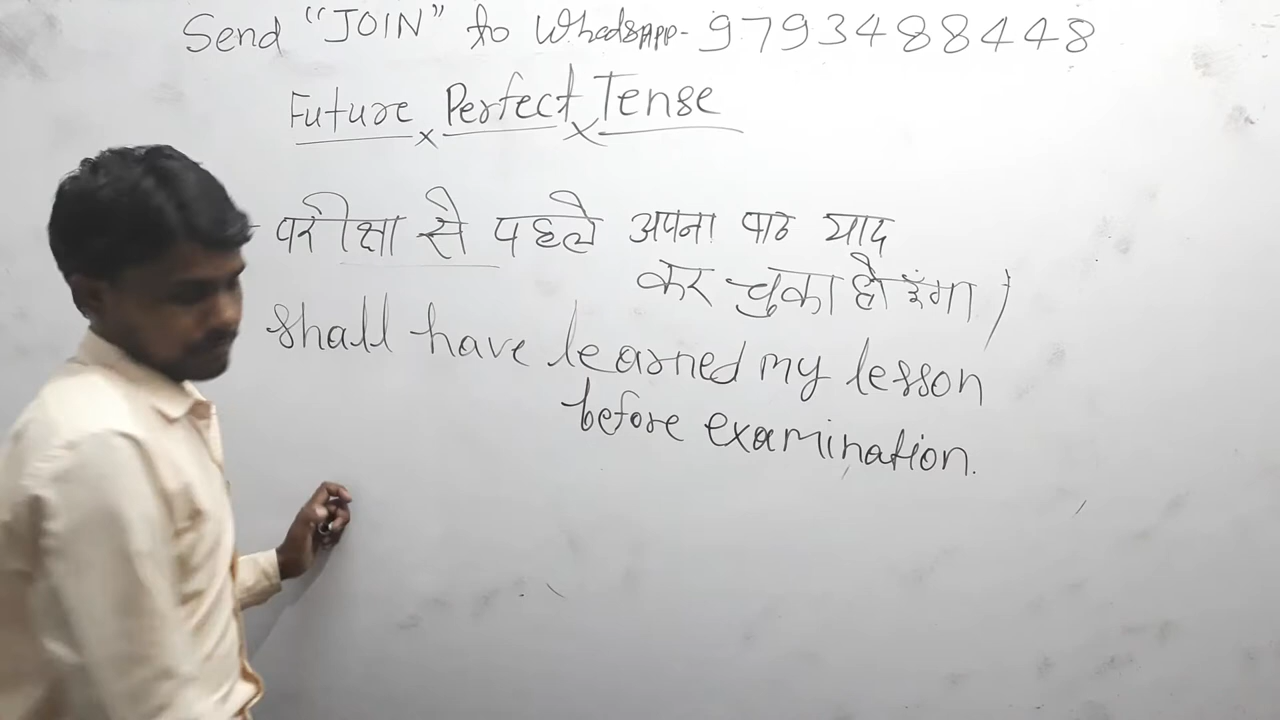 Send "JOIN" to WhatsAPP- 9793488448
Future Perfect Tense
परीक्षा से पहले अपना पाठ याद
कर चुका होउँगा।
shall have learned my lesson
before examination.